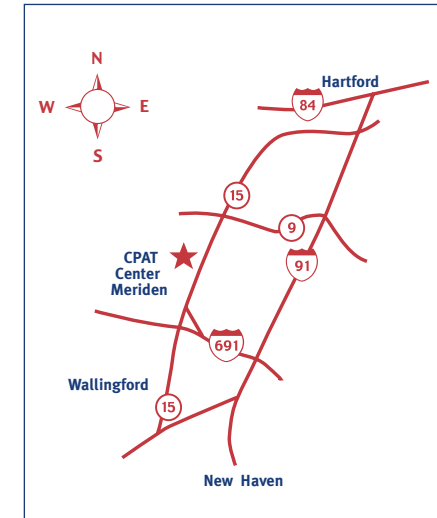 N
Hartford
84
W
E
S
15
9
CPAT
Center
Meriden
91
691
Wallingford
15
New Haven